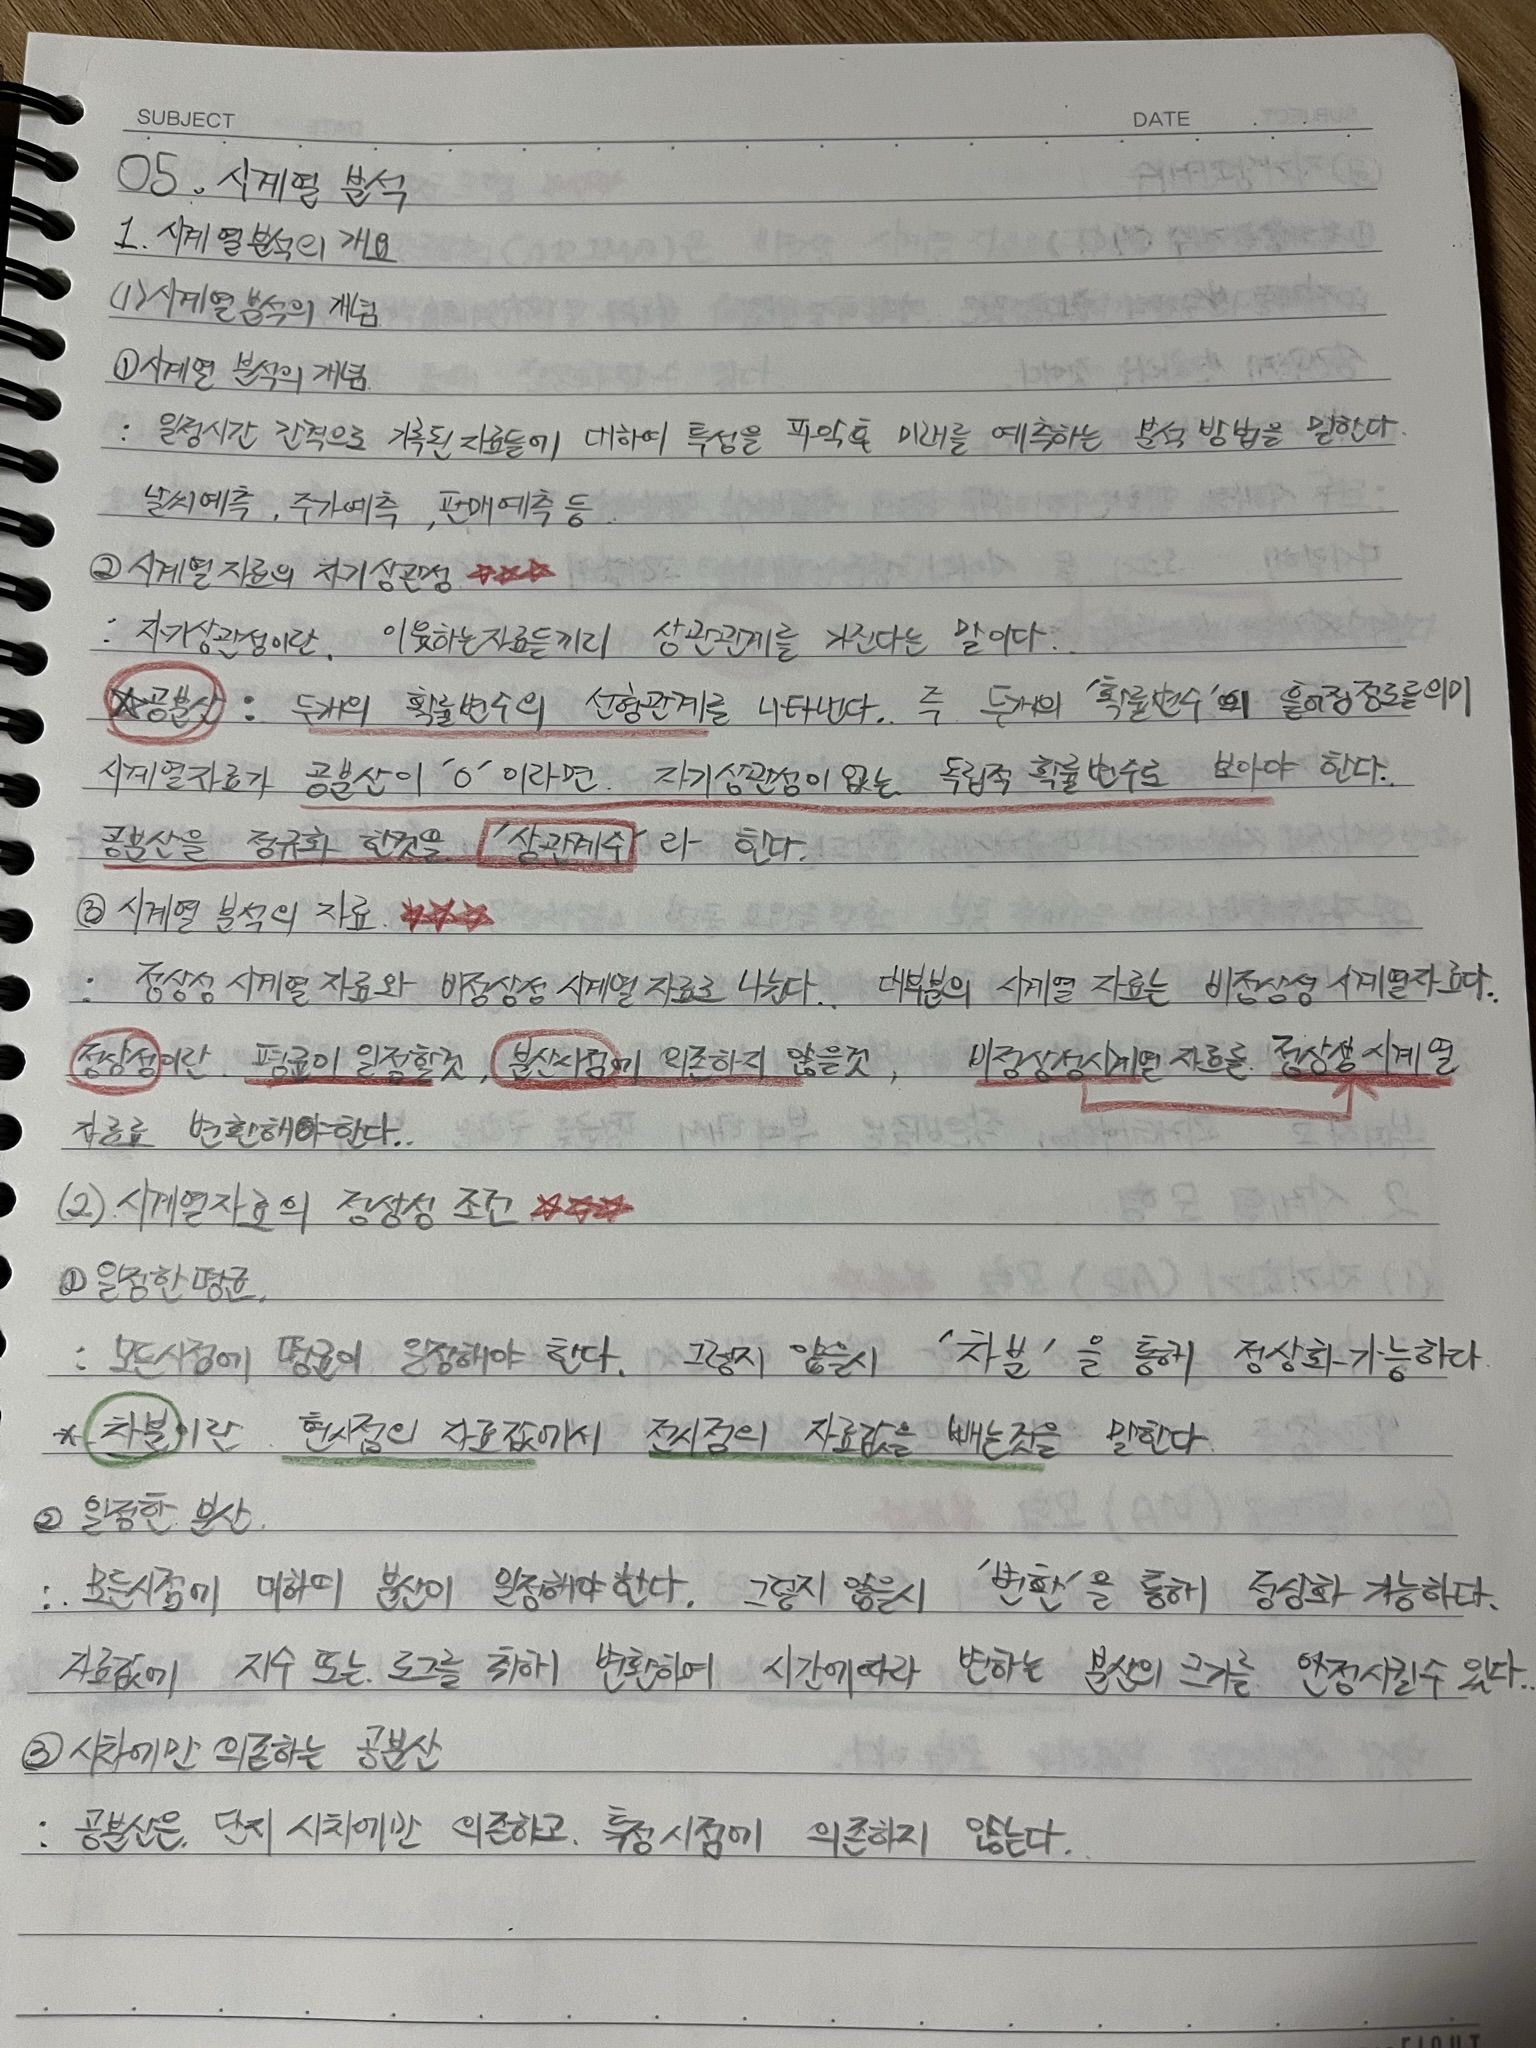 SUBJECT DATE
05. 시계열 분석
1. 시계열분석의 개요
(1) 시계열 분석의 개념
① 시계열 분석의 개념
: 일정시간 간격으로 기록된 자료들에 대하여 특성을 파악후 미래를 예측하는 분석 방법을 말한다.
날씨예측, 주가예측, 판매예측 등
② 시계열 자료의 자기상관성 ☆☆☆
: 자기상관성이란, 이웃하는 자료들끼리 상관관계를 가진다는 말이다.
★공분산 : 두개의 확률변수의 선형관계를 나타낸다. 즉 두개의 '확률변수'의 흩어짐정도를의미
시계열자료가 공분산이 '0' 이라면. 자기상관성이 없는 독립적 확률변수로 보아야 한다.
공분산을 정규화 한것을 '상관계수' 라 한다.
③ 시계열 분석의 자료 ☆☆☆
: 정상성 시계열 자료와 비정상성 시계열 자료로 나눈다. 대부분의 시계열 자료는 비정상성 시계열자료다.
정상성이란. 평균이 일정할것, 분산시점에 의존하지 않을것, 비정상성시계열 자료를 정상성 시계열
자료로 변환해야한다..
(2) 시계열자료의 정상성 조건 ☆☆☆
① 일정한 평균.
: 모든시점에 평균이 일정해야 한다. 그렇지 않을시 '차분' 을 통해 정상화 가능하다
* 차분이란 현시점의 자료값에서 전시점의 자료값을 빼는것을 말한다
② 일정한 분산.
: 모든시점에 대하여 분산이 일정해야한다. 그렇지 않을시 '변환'을 통해 정상화 가능하다.
자료값에 지수 또는 로그를 취해 변환하여 시간에따라 변하는 분산의 크기를 안정시킬수 있다..
③ 시차에만 의존하는 공분산
: 공분산은. 단지 시차에만 의존하고. 특정시점에 의존하지 않는다.